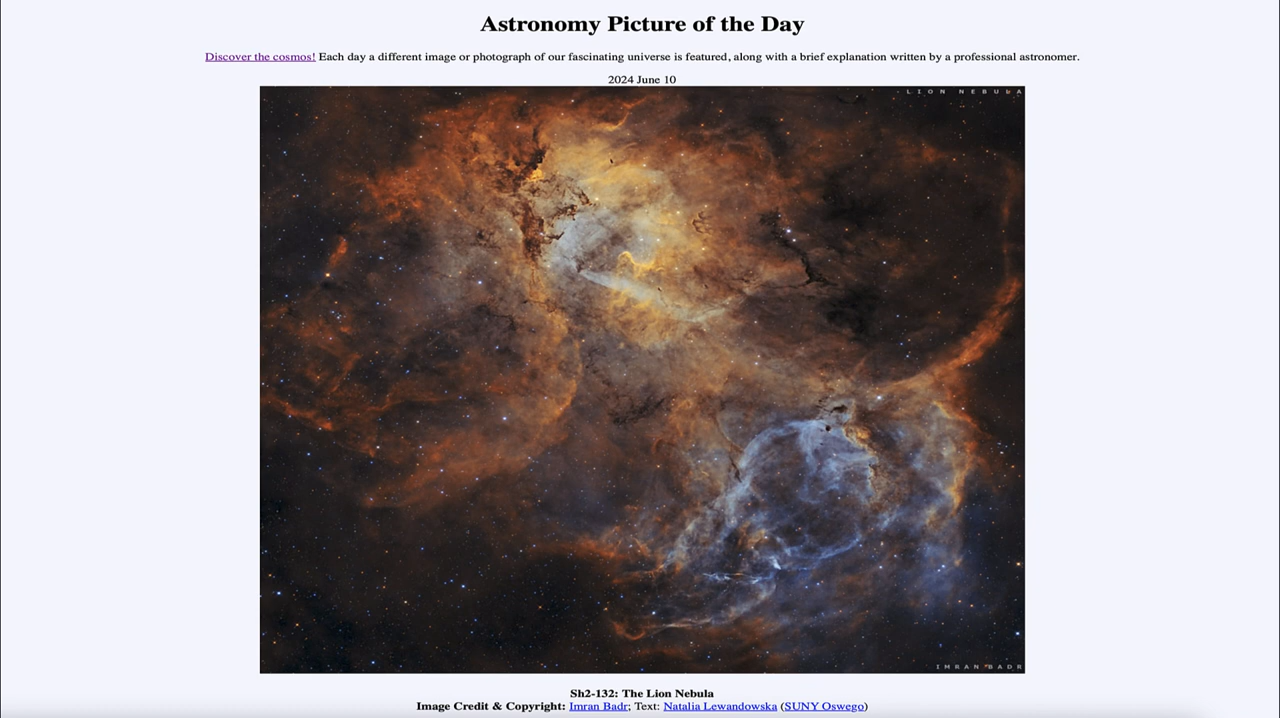 Astronomy Picture of the Day
Discover the cosmos! Each day a different image or photograph of our fascinating universe is featured, along with a brief explanation written by a professional astronomer.
2024 June 10
LION NEBULA
IMRAN BADR
Sh2-132: The Lion Nebula
Image Credit & Copyright: Imran Badr; Text: Natalia Lewandowska (SUNY Oswego)